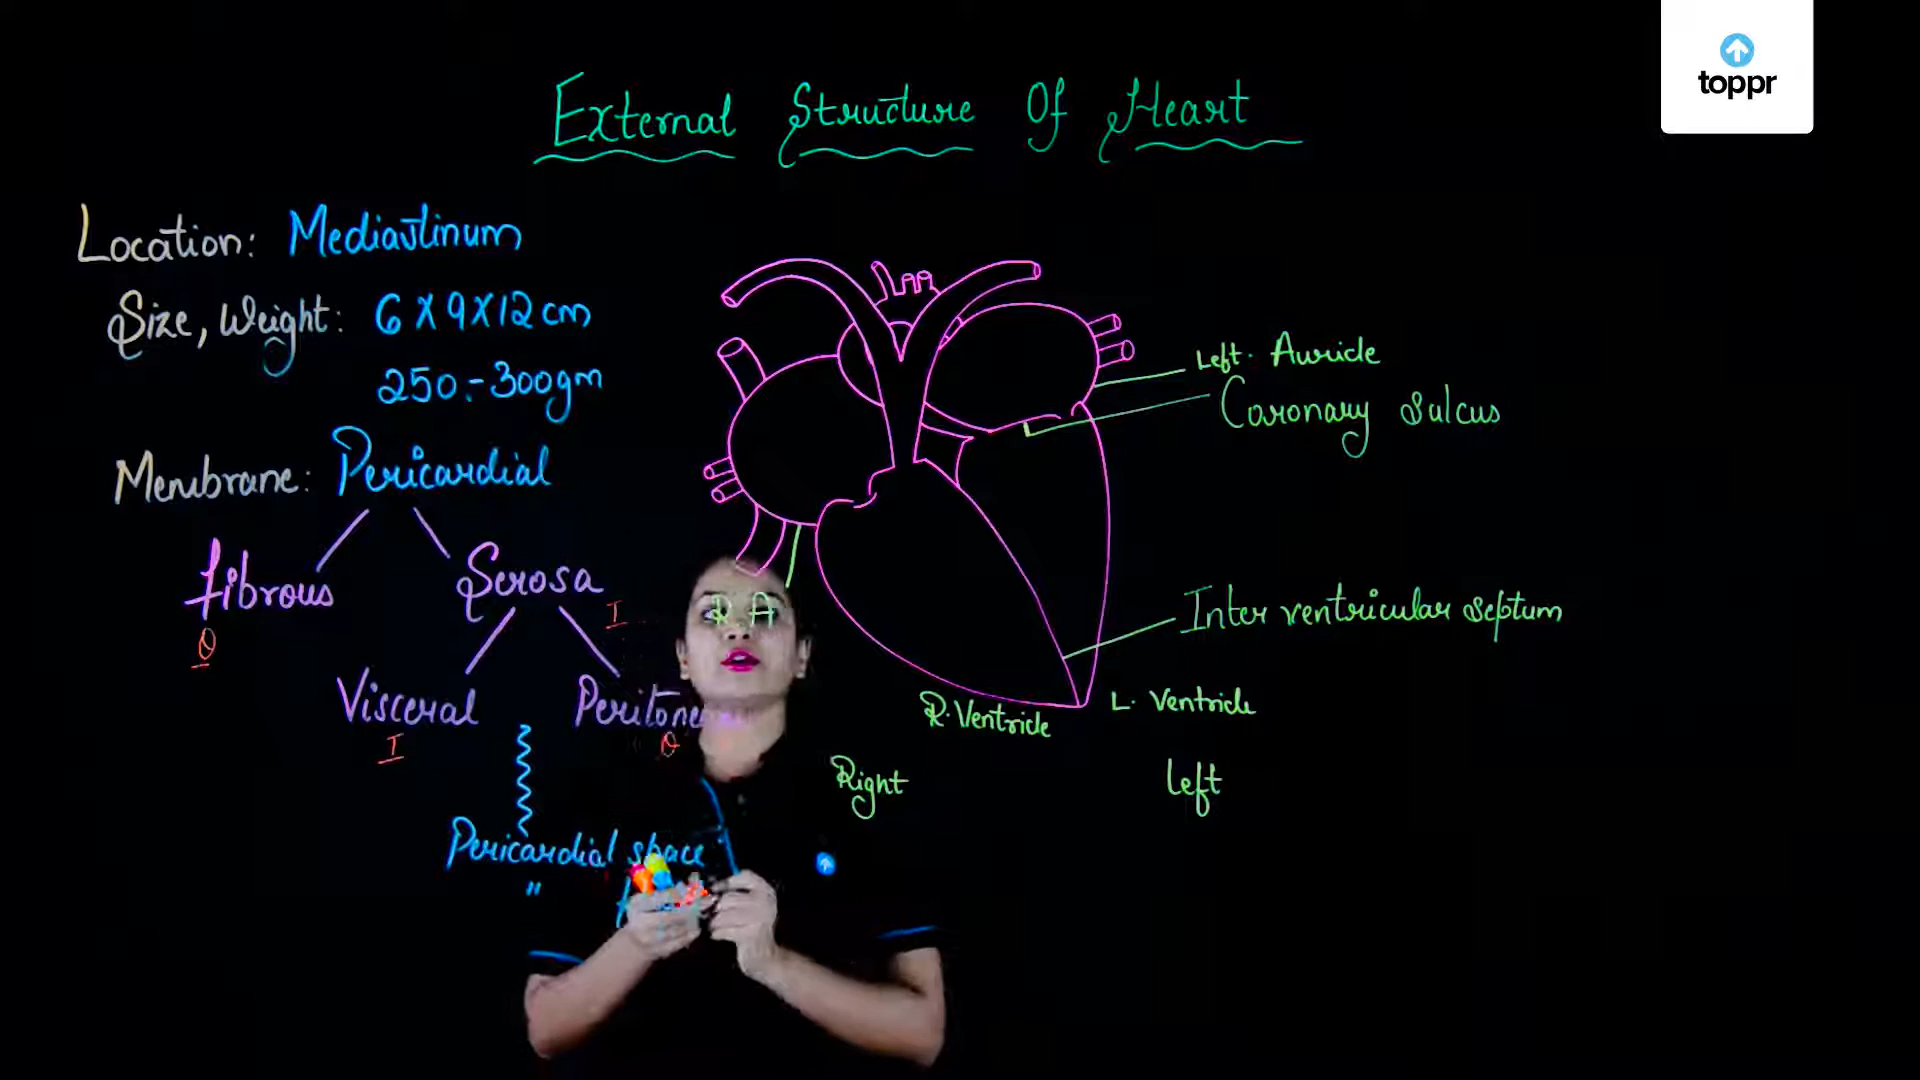 toppr
External Structure Of Heart
Location: Mediastinum
Size, Weight: 6 X 9 X 12 cm
250 - 300gm
Membrane: Pericardial
fibrous
O
Serosa
I
Visceral
I
Peritone
O
Pericardial space
"
Left. Auricle
Coronary Sulcus
Inter ventricular septum
R A
R. Ventricle
L. Ventricle
Right
left